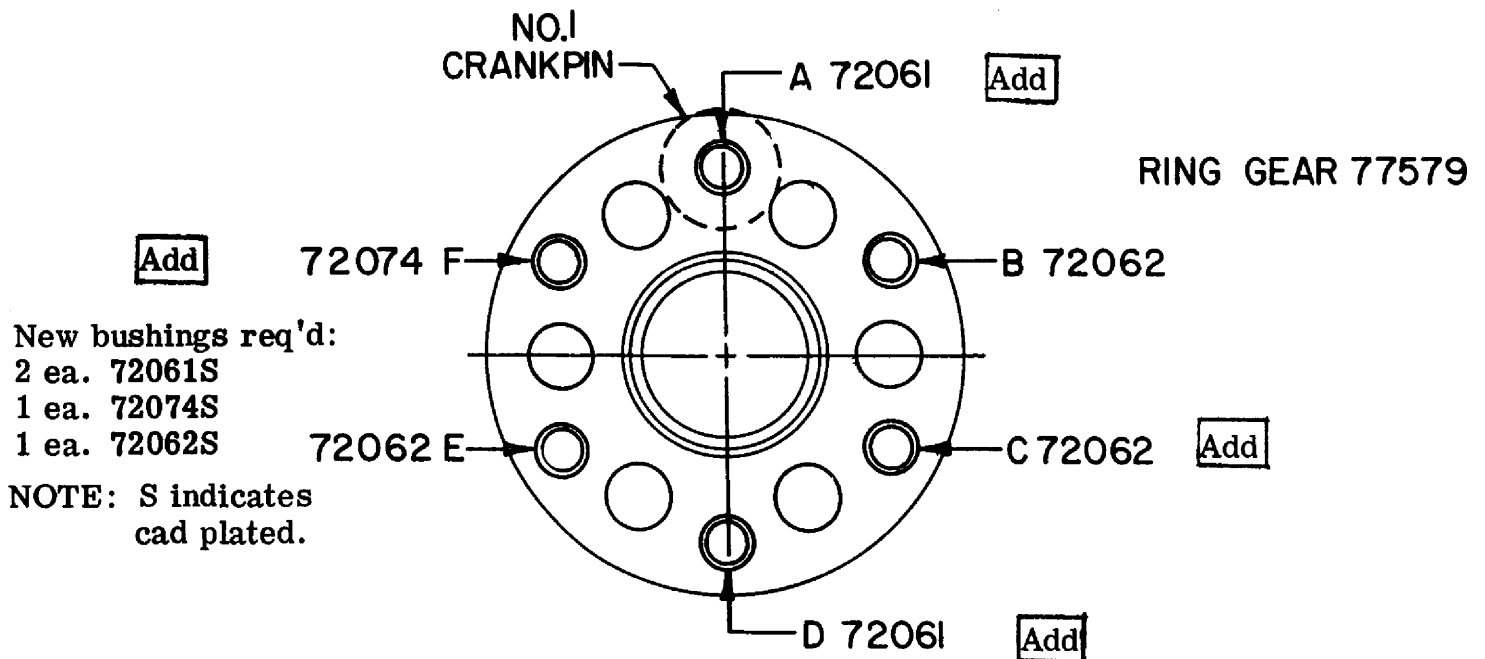 NO.1
CRANKPIN
A 72061 Add
RING GEAR 77579
Add 72074 F
B 72062
New bushings req'd:
2 ea. 72061S
1 ea. 72074S
1 ea. 72062S
72062 E
C 72062 Add
NOTE: S indicates
cad plated.
D 72061 Add